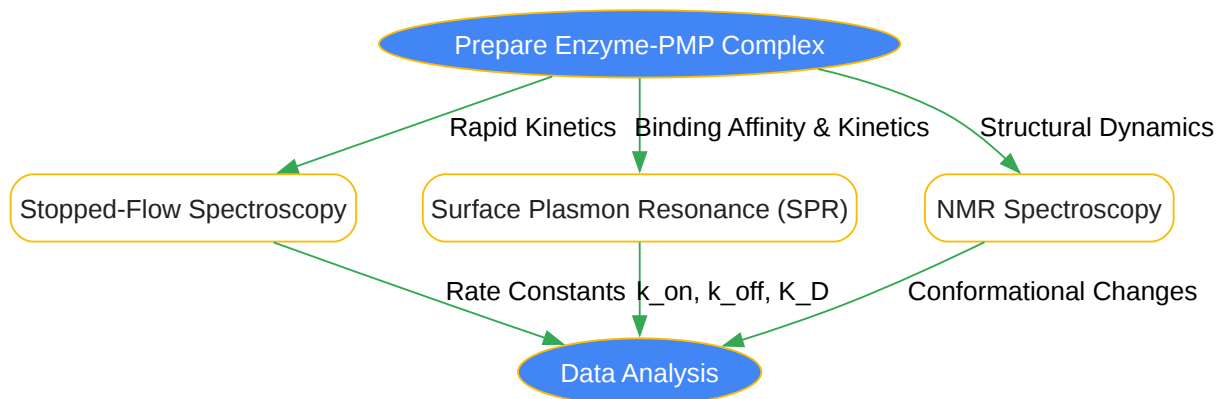 Prepare Enzyme-PMP Complex
Rapid Kinetics
Binding Affinity & Kinetics
Structural Dynamics
Stopped-Flow Spectroscopy
Surface Plasmon Resonance (SPR)
NMR Spectroscopy
Rate Constants
k_on, k_off, K_D
Conformational Changes
Data Analysis